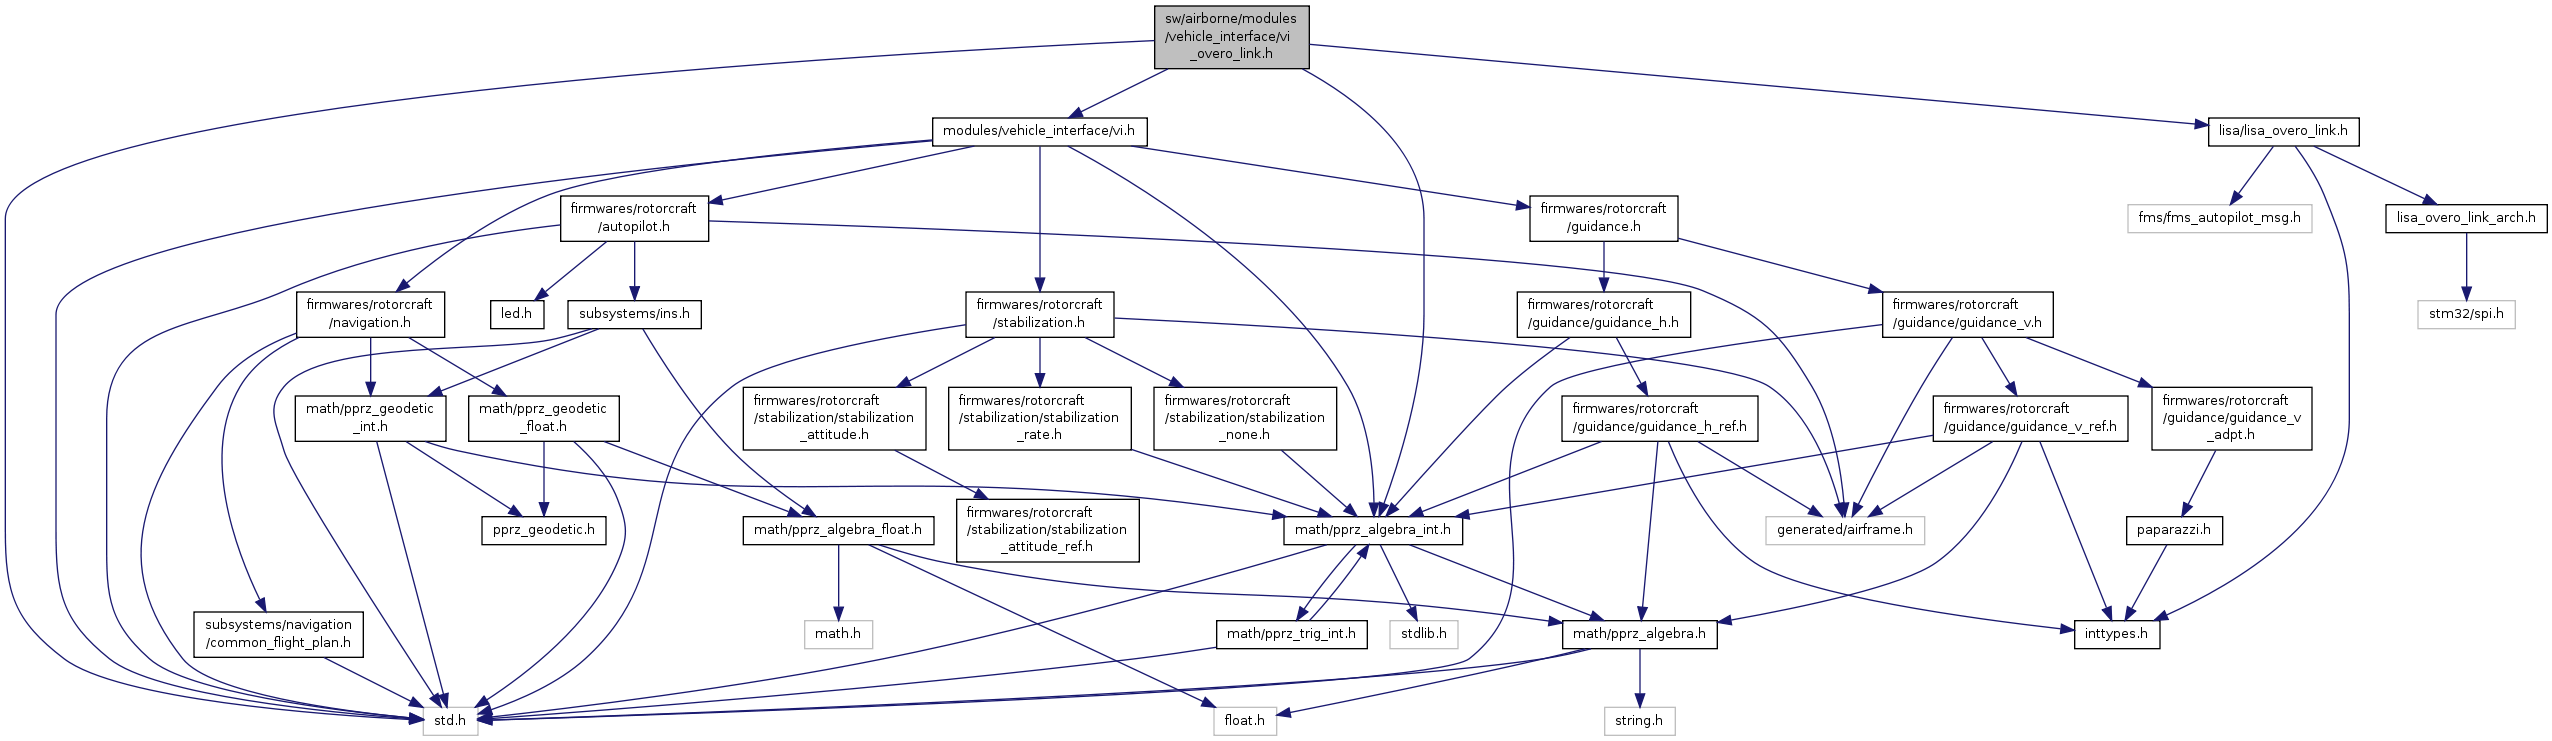 sw/airborne/modules
/vehicle_interface/vi
_overo_link.h
modules/vehicle_interface/vi.h
lisa/lisa_overo_link.h
firmwares/rotorcraft
/autopilot.h
firmwares/rotorcraft
/guidance.h
fms/fms_autopilot_msg.h
lisa_overo_link_arch.h
firmwares/rotorcraft
/navigation.h
led.h
subsystems/ins.h
firmwares/rotorcraft
/stabilization.h
firmwares/rotorcraft
/guidance/guidance_h.h
firmwares/rotorcraft
/guidance/guidance_v.h
stm32/spi.h
math/pprz_geodetic
_int.h
math/pprz_geodetic
_float.h
firmwares/rotorcraft
/stabilization/stabilization
_attitude.h
firmwares/rotorcraft
/stabilization/stabilization
_rate.h
firmwares/rotorcraft
/stabilization/stabilization
_none.h
firmwares/rotorcraft
/guidance/guidance_h_ref.h
firmwares/rotorcraft
/guidance/guidance_v_ref.h
firmwares/rotorcraft
/guidance/guidance_v
_adpt.h
pprz_geodetic.h
math/pprz_algebra_float.h
firmwares/rotorcraft
/stabilization/stabilization
_attitude_ref.h
math/pprz_algebra_int.h
generated/airframe.h
paparazzi.h
subsystems/navigation
/common_flight_plan.h
math.h
math/pprz_trig_int.h
stdlib.h
math/pprz_algebra.h
inttypes.h
std.h
float.h
string.h